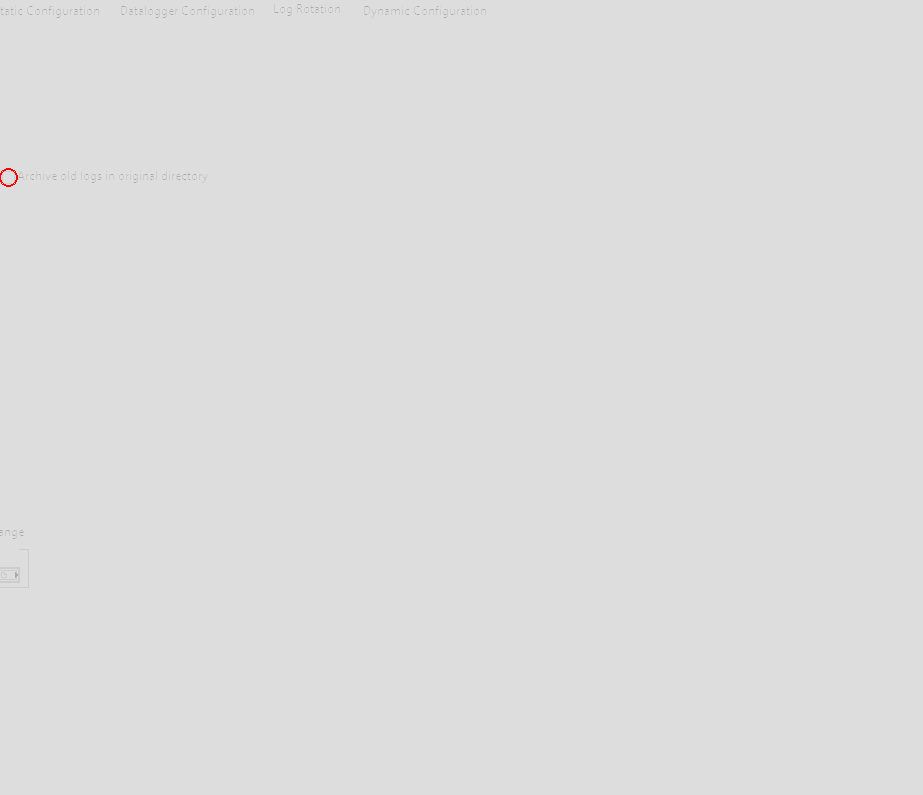 tatic Configuration Datalogger Configuration Log Rotation Dynamic Configuration
Archive old logs in original directory
ange